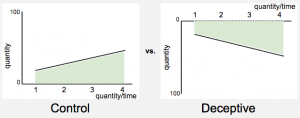 100
quantity
0
1 2 3 4
quantity/time
Control
vs.
quantity/time
1 2 3 4
0
quantity
100
Deceptive